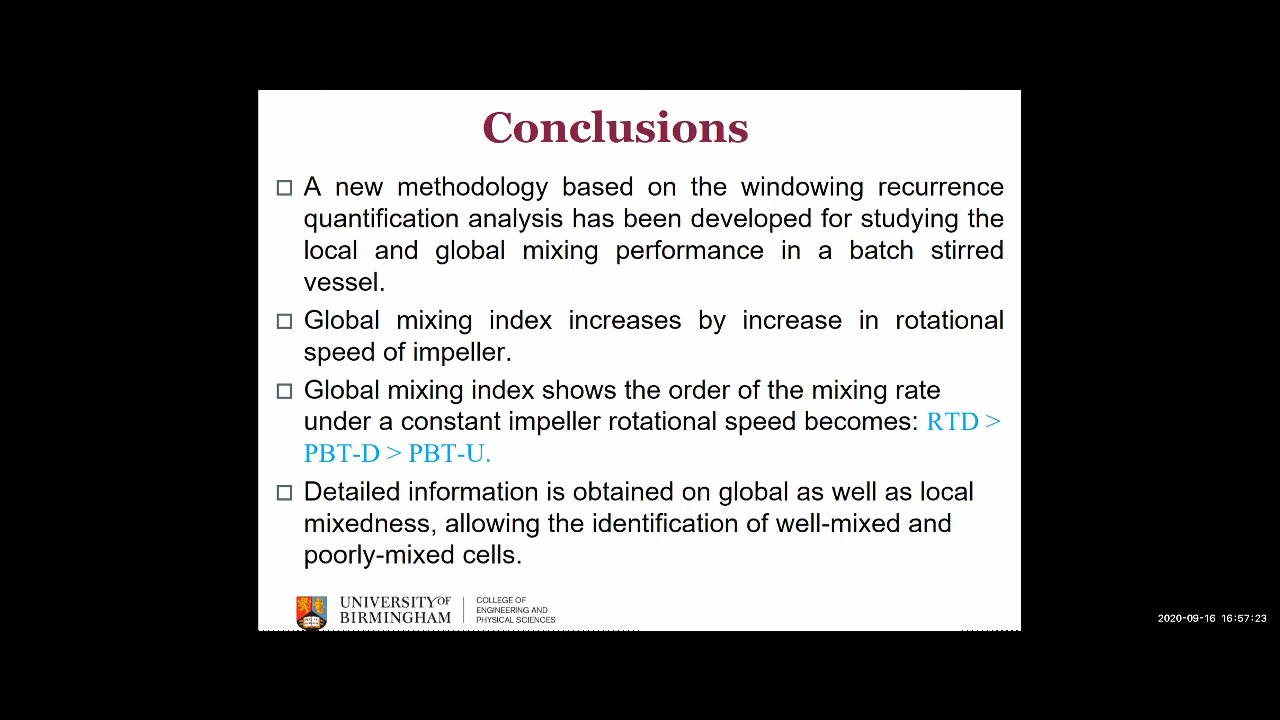 Conclusions
A new methodology based on the windowing recurrence
quantification analysis has been developed for studying the
local and global mixing performance in a batch stirred
vessel.
Global mixing index increases by increase in rotational
speed of impeller.
Global mixing index shows the order of the mixing rate
under a constant impeller rotational speed becomes: RTD >
PBT-D > PBT-U.
Detailed information is obtained on global as well as local
mixedness, allowing the identification of well-mixed and
poorly-mixed cells.
UNIVERSITY OF
BIRMINGHAM
COLLEGE OF
ENGINEERING AND
PHYSICAL SCIENCES
2020-09-16 16:57:23